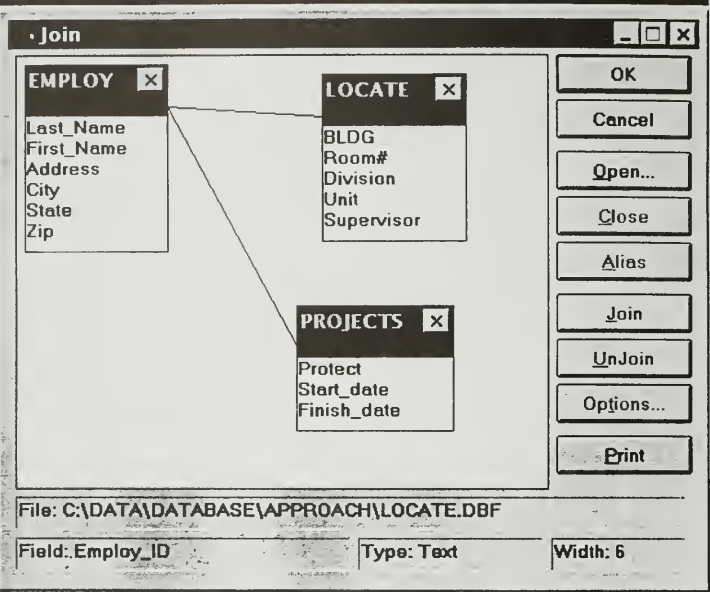 Join
EMPLOY
Last_Name
First_Name
Address
City
State
Zip
LOCATE
BLDG
Room#
Division
Unit
Supervisor
PROJECTS
Protect
Start_date
Finish_date
OK
Cancel
Open...
Close
Alias
Join
UnJoin
Options...
Print
File: C:\DATA\DATABASE\APPROACH\LOCATE.DBF
Field: Employ_ID
Type: Text
Width: 6